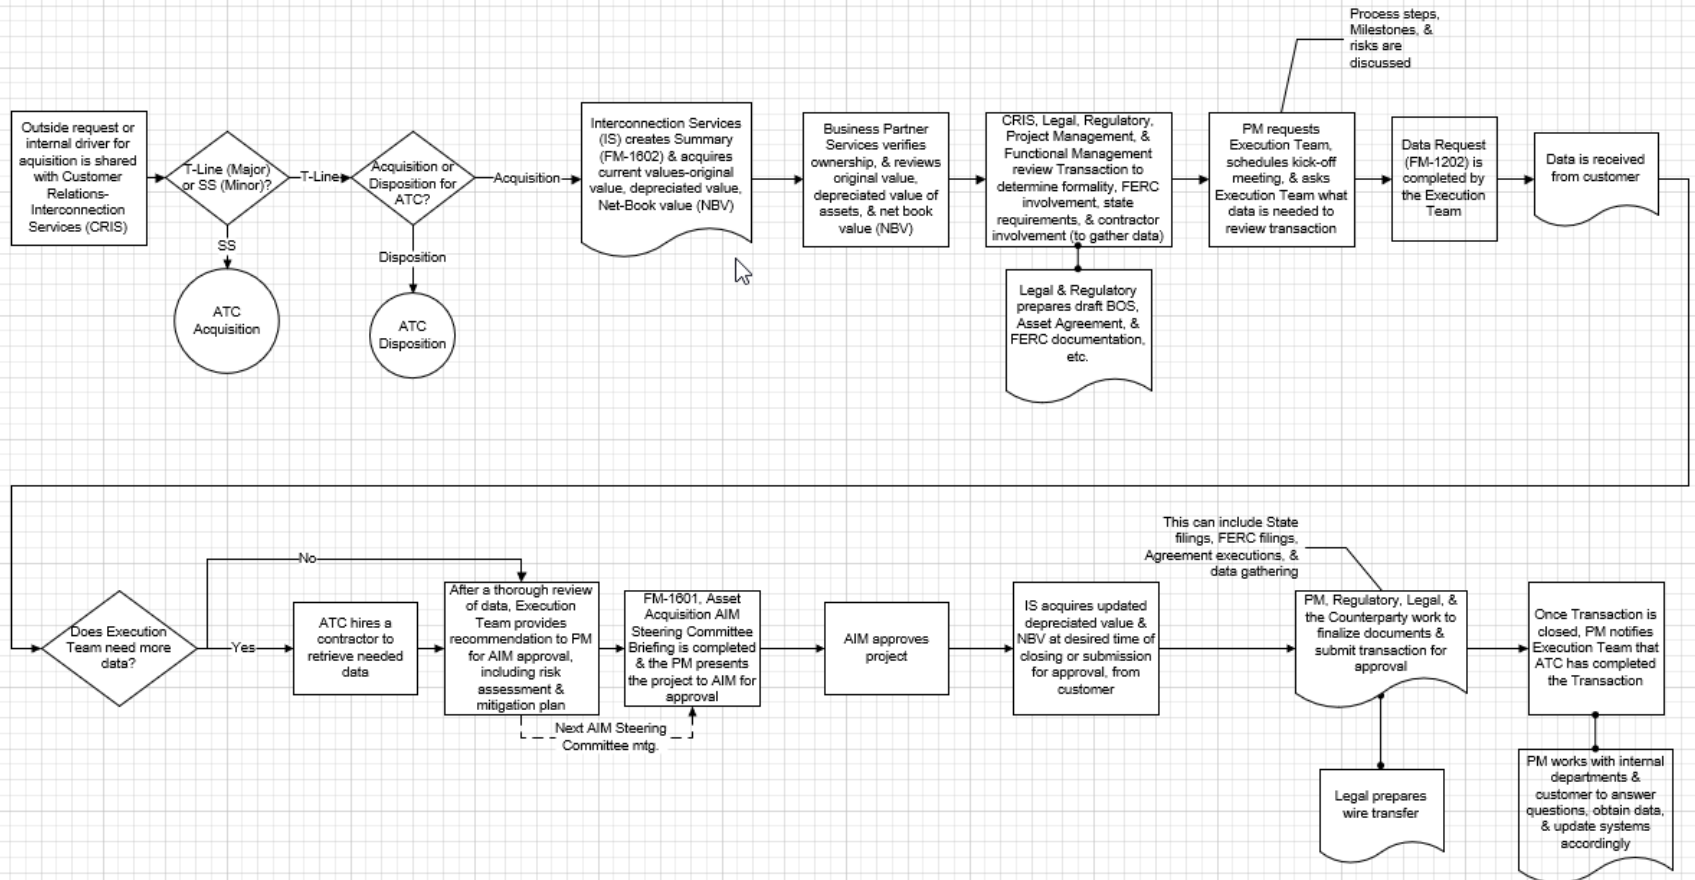 Process steps,
Milestones, &
risks are
discussed
Outside request or
internal driver for
aquisition is shared
with Customer
Relations-
Interconnection
Services (CRIS)
T-Line (Major)
or SS (Minor)?
T-Line
SS
ATC
Acquisition
Acquisition or
Disposition for
ATC?
Acquisition
Disposition
ATC
Disposition
Interconnection Services
(IS) creates Summary
(FM-1602) & acquires
current values-original
value, depreciated value,
Net-Book value (NBV)
Business Partner
Services verifies
ownership, & reviews
original value,
depreciated value of
assets, & net book
value (NBV)
CRIS, Legal, Regulatory,
Project Management, &
Functional Management
review Transaction to
determine formality, FERC
involvement, state
requirements, & contractor
involvement (to gather data)
Legal & Regulatory
prepares draft BOS,
Asset Agreement, &
FERC documentation,
etc.
PM requests
Execution Team,
schedules kick-off
meeting, & asks
Execution Team what
data is needed to
review transaction
Data Request
(FM-1202) is
completed by
the Execution
Team
Data is received
from customer
Does Execution
Team need more
data?
No
Yes
ATC hires a
contractor to
retrieve needed
data
After a thorough review
of data, Execution
Team provides
recommendation to PM
for AIM approval,
including risk
assessment &
mitigation plan
Next AIM Steering
Committee mtg.
FM-1601, Asset
Acquisition AIM
Steering Committee
Briefing is completed
& the PM presents
the project to AIM for
approval
AIM approves
project
IS acquires updated
depreciated value &
NBV at desired time of
closing or submission
for approval, from
customer
This can include State
filings, FERC filings,
Agreement executions, &
data gathering
PM, Regulatory, Legal, &
the Counterparty work to
finalize documents &
submit transaction for
approval
Legal prepares
wire transfer
Once Transaction is
closed, PM notifies
Execution Team that
ATC has completed
the Transaction
PM works with internal
departments &
customer to answer
questions, obtain data,
& update systems
accordingly